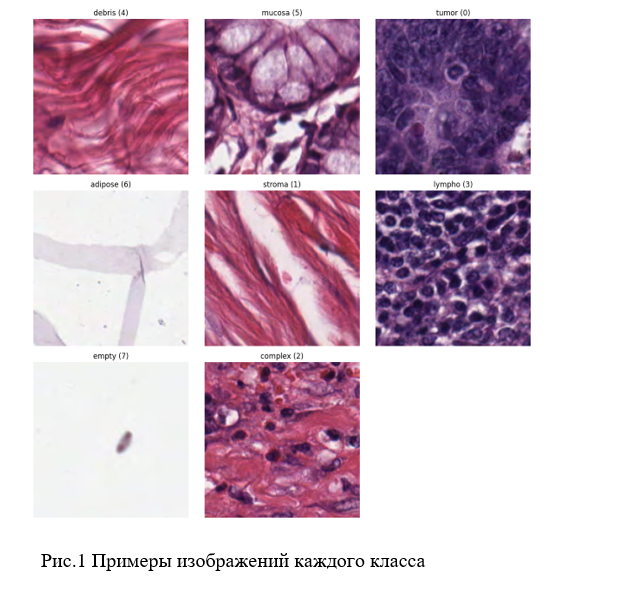 debris (4) mucosa (5) tumor (0)
adipose (6) stroma (1) lympho (3)
empty (7) complex (2)
Рис.1 Примеры изображений каждого класса